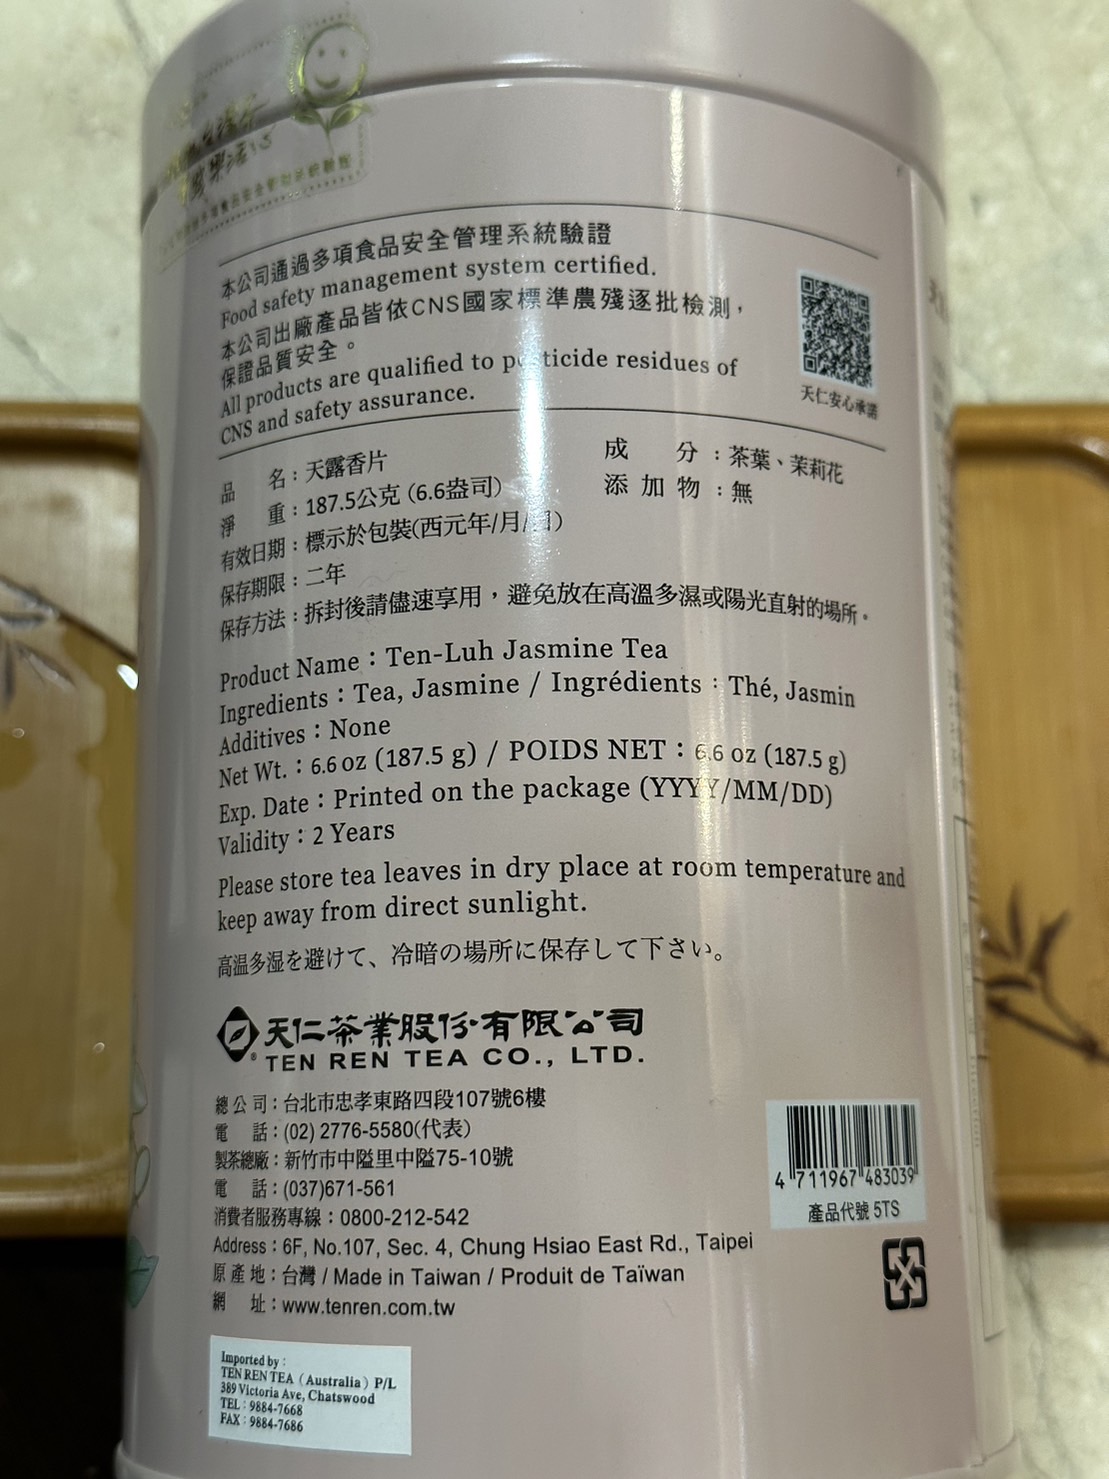 本公司通過多項食品安全管理系統驗證
Food safety management system certified.
本公司出廠產品皆依CNS國家標準農殘逐批檢測，
保證品質安全。
All products are qualified to pesticide residues of
CNS and safety assurance.
天仁安心承諾
品 名：天露香片
淨 重：187.5公克 (6.6盎司)
有效日期：標示於包裝(西元年/月/日)
保存期限：二年
成 分：茶葉、茉莉花
添加物：無
保存方法：拆封後請儘速享用，避免放在高溫多濕或陽光直射的場所。
Product Name：Ten-Luh Jasmine Tea
Ingredients：Tea, Jasmine / Ingrédients：Thé, Jasmin
Additives：None
Net Wt.：6.6 oz (187.5 g) / POIDS NET：6.6 oz (187.5 g)
Exp. Date：Printed on the package (YYYY/MM/DD)
Validity：2 Years
Please store tea leaves in dry place at room temperature and
keep away from direct sunlight.
高温多湿を避けて、冷暗の場所に保存して下さい。
天仁茶業股份有限公司
® TEN REN TEA CO., LTD.
總公司：台北市忠孝東路四段107號6樓
電 話：(02) 2776-5580(代表)
製茶總廠：新竹市中隘里中隘75-10號
電 話：(037)671-561
消費者服務專線：0800-212-542
Address：6F, No.107, Sec. 4, Chung Hsiao East Rd., Taipei
原產地：台灣 / Made in Taiwan / Produit de Taïwan
網 址：www.tenren.com.tw
4 711967 483039
產品代號 5TS
Imported by：
TEN REN TEA（Australia）P/L
389 Victoria Ave, Chatswood
TEL：9884-7668
FAX：9884-7686